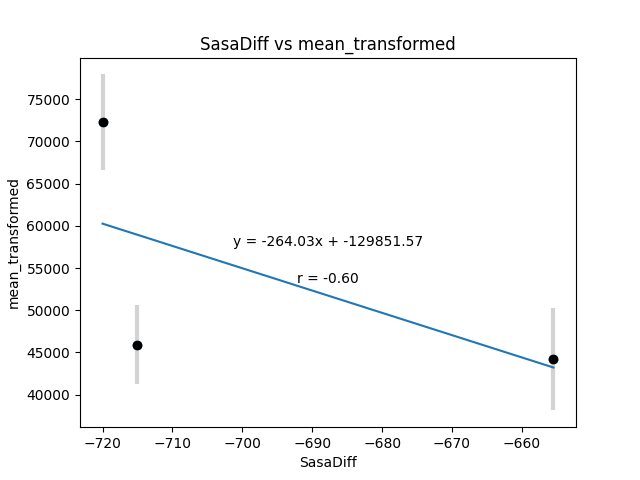 SasaDiff vs mean_transformed
75000
70000
65000
60000
55000
50000
45000
40000
mean_transformed
y = -264.03x + -129851.57
r = -0.60
−720 −710 −700 −690 −680 −670 −660
SasaDiff